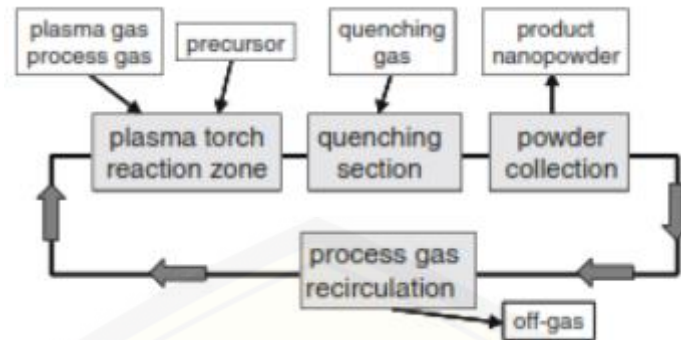 plasma gas
process gas
precursor
quenching
gas
product
nanopowder
plasma torch
reaction zone
quenching
section
powder
collection
process gas
recirculation
off-gas